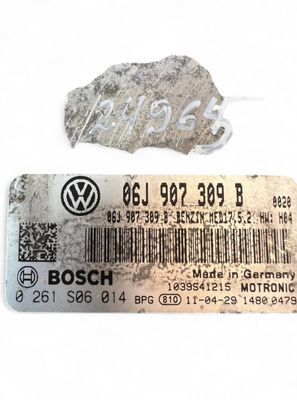 124965
06J 907 309 B 0020
06J 907 309 B BENZIN MED17.5.2 HW: H04
Made in Germany
BOSCH 1039S41215 MOTRONIC
0 261 S06 014 BPG 810 11-04-29 1480 0479